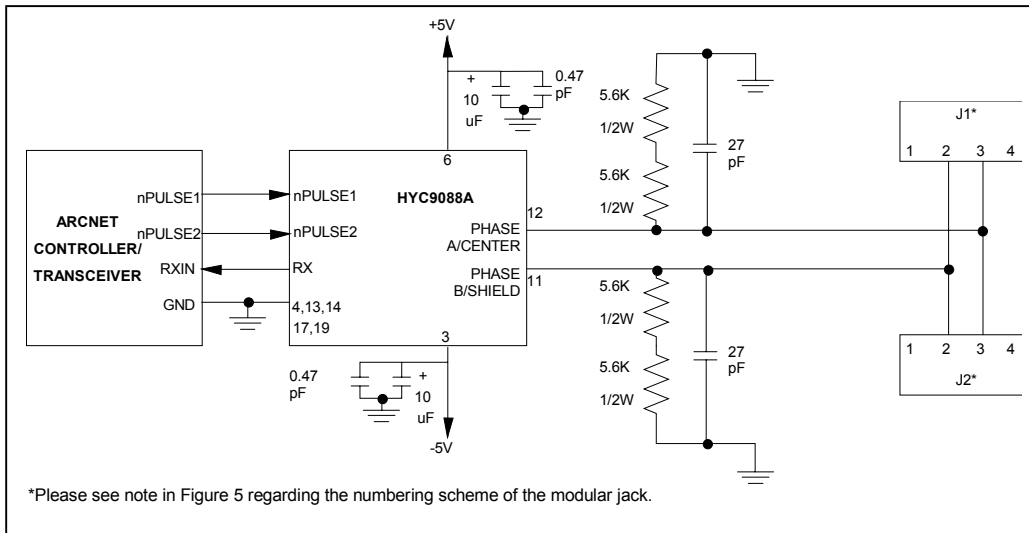 +5V
+
10
uF
0.47
pF
6
HYC9088A
ARCNET
CONTROLLER/
TRANSCEIVER
nPULSE1
nPULSE2
RXIN
GND
nPULSE1
nPULSE2
RX
4,13,14
17,19
3
12
PHASE
A/CENTER
PHASE
B/SHIELD
11
0.47
pF
+
10
uF
-5V
5.6K
1/2W
5.6K
1/2W
27
pF
5.6K
1/2W
5.6K
1/2W
27
pF
J1*
1 2 3 4
1 2 3 4
J2*
*Please see note in Figure 5 regarding the numbering scheme of the modular jack.